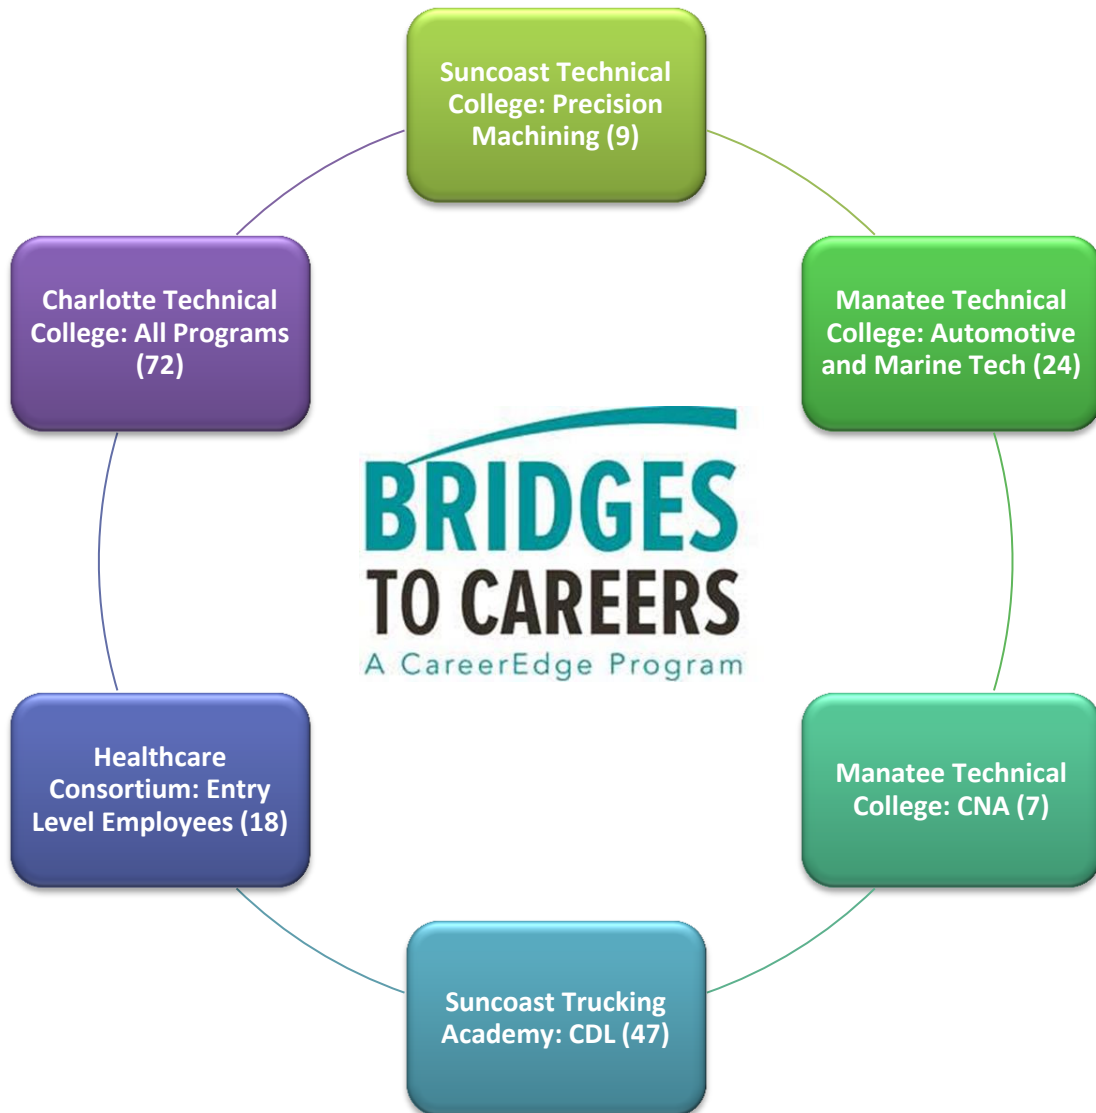 Suncoast Technical
College: Precision
Machining (9)
Manatee Technical
College: Automotive
and Marine Tech (24)
Manatee Technical
College: CNA (7)
Suncoast Trucking
Academy: CDL (47)
Healthcare
Consortium: Entry
Level Employees (18)
Charlotte Technical
College: All Programs
(72)
BRIDGES
TO CAREERS
A CareerEdge Program